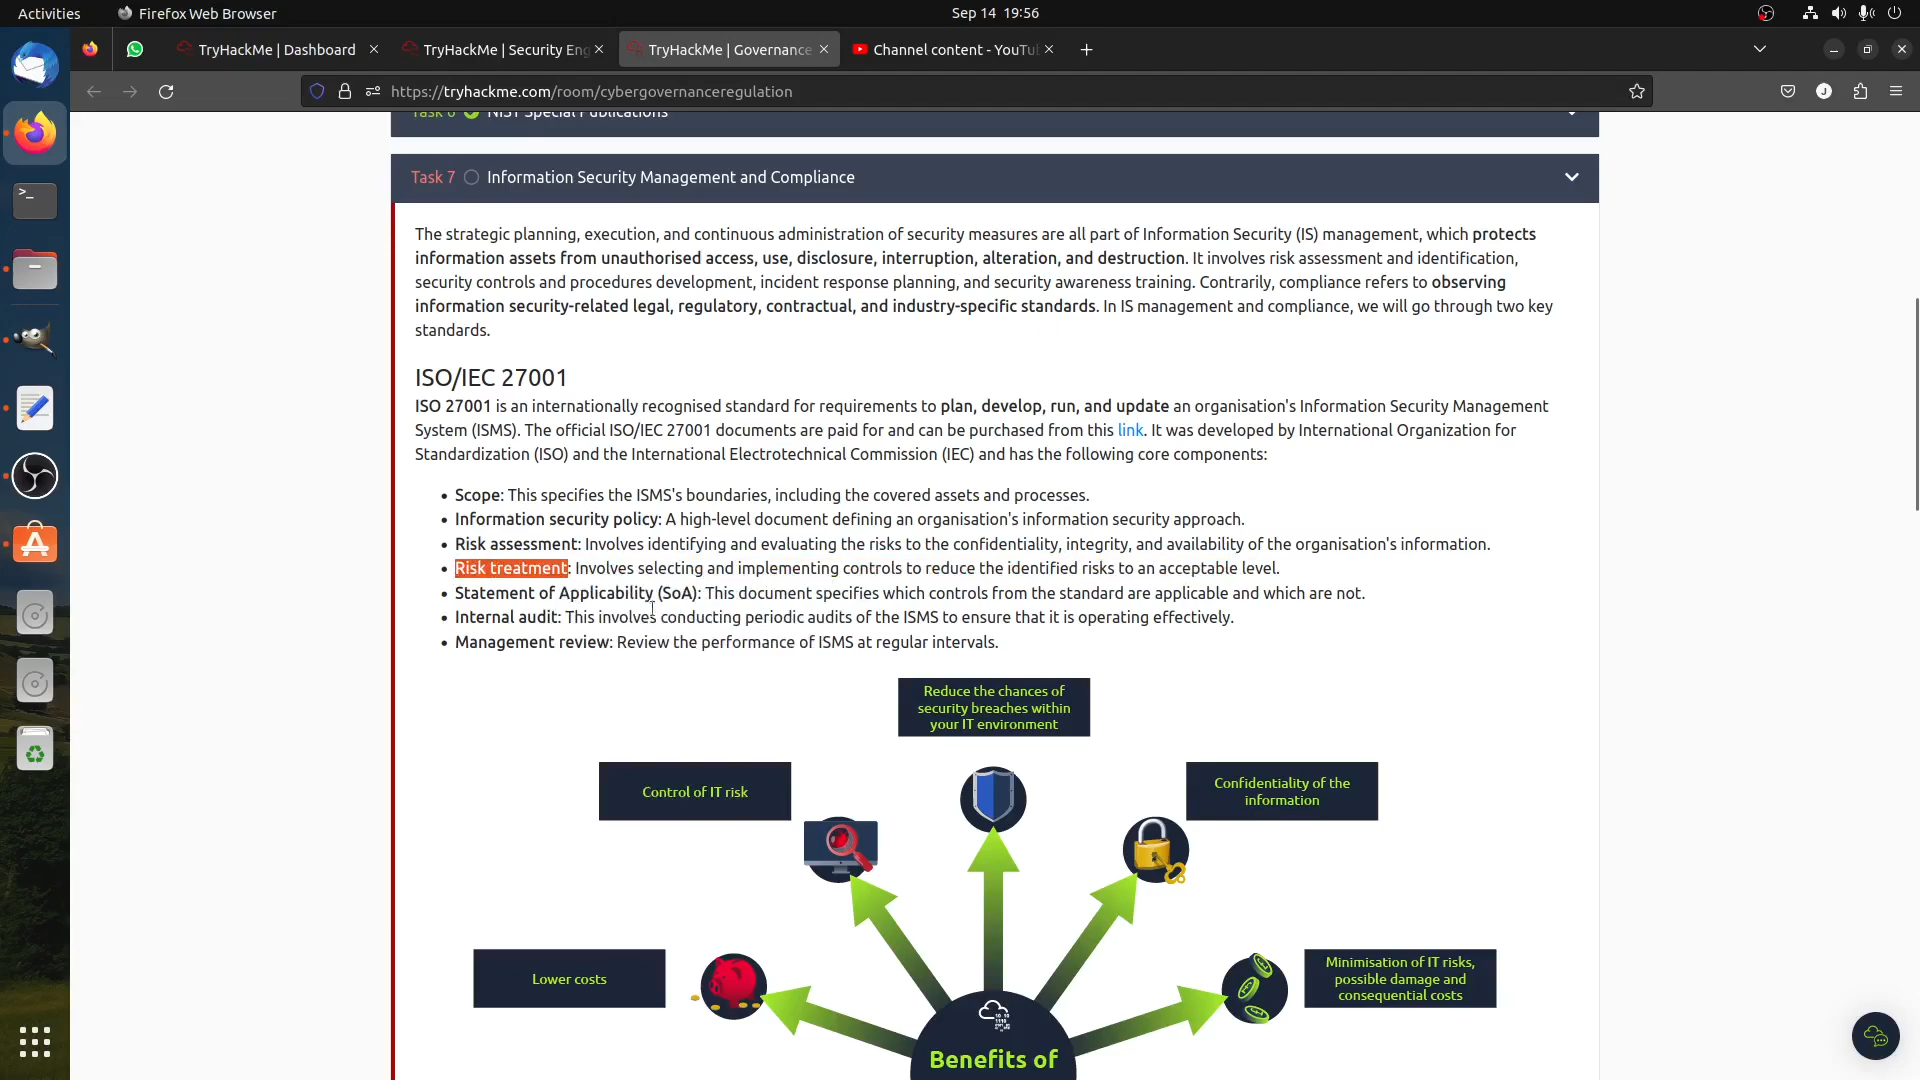 Activities
Firefox Web Browser
Sep 14 19:56
TryHackMe | Dashboard
TryHackMe | Security Eng
TryHackMe | Governance
Channel content - YouTu
https://tryhackme.com/room/cybergovernanceregulation
J
Task 6 NIST Special Publications
Task 7 Information Security Management and Compliance
The strategic planning, execution, and continuous administration of security measures are all part of Information Security (IS) management, which protects
information assets from unauthorised access, use, disclosure, interruption, alteration, and destruction. It involves risk assessment and identification,
security controls and procedures development, incident response planning, and security awareness training. Contrarily, compliance refers to observing
information security-related legal, regulatory, contractual, and industry-specific standards. In IS management and compliance, we will go through two key
standards.
ISO/IEC 27001
ISO 27001 is an internationally recognised standard for requirements to plan, develop, run, and update an organisation's Information Security Management
System (ISMS). The official ISO/IEC 27001 documents are paid for and can be purchased from this link. It was developed by International Organization for
Standardization (ISO) and the International Electrotechnical Commission (IEC) and has the following core components:
• Scope: This specifies the ISMS's boundaries, including the covered assets and processes.
• Information security policy: A high-level document defining an organisation's information security approach.
• Risk assessment: Involves identifying and evaluating the risks to the confidentiality, integrity, and availability of the organisation's information.
• Risk treatment: Involves selecting and implementing controls to reduce the identified risks to an acceptable level.
• Statement of Applicability (SoA): This document specifies which controls from the standard are applicable and which are not.
• Internal audit: This involves conducting periodic audits of the ISMS to ensure that it is operating effectively.
• Management review: Review the performance of ISMS at regular intervals.
Reduce the chances of
security breaches within
your IT environment
Control of IT risk
Confidentiality of the
information
Lower costs
Minimisation of IT risks,
possible damage and
consequential costs
Benefits of